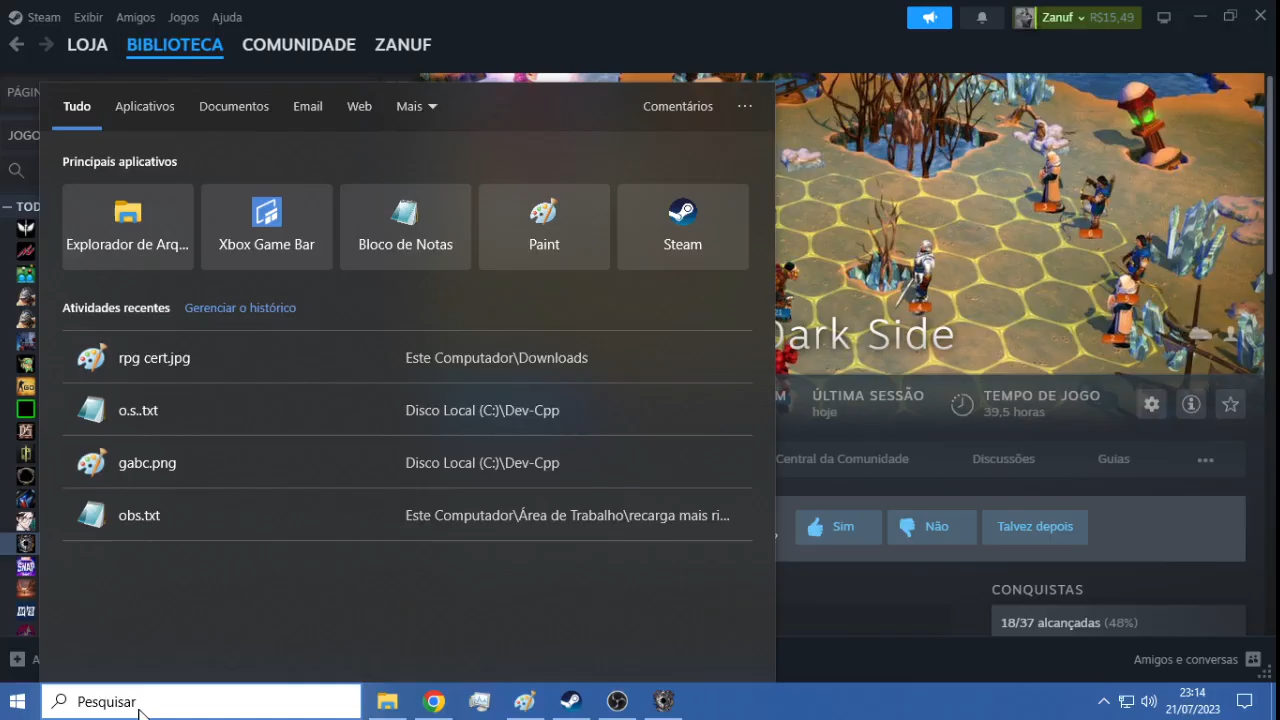 Steam Exibir Amigos Jogos Ajuda
Zanuf R$15,49
LOJA BIBLIOTECA COMUNIDADE ZANUF
PÁGIN
JOGO
TOD
Tudo Aplicativos Documentos Email Web Mais Comentários ...
Principais aplicativos
Explorador de Arq... Xbox Game Bar Bloco de Notas Paint Steam
Atividades recentes Gerenciar o histórico
rpg cert.jpg Este Computador\Downloads
o.s..txt Disco Local (C:)\Dev-Cpp
gabc.png Disco Local (C:)\Dev-Cpp
obs.txt Este Computador\Área de Trabalho\recarga mais ri...
Dark Side
M ÚLTIMA SESSÃO
hoje
TEMPO DE JOGO
39,5 horas
Central da Comunidade Discussões Guias
Sim Não Talvez depois
CONQUISTAS
18/37 alcançadas (48%)
SNAP
A
Amigos e conversas
Pesquisar
23:14
21/07/2023